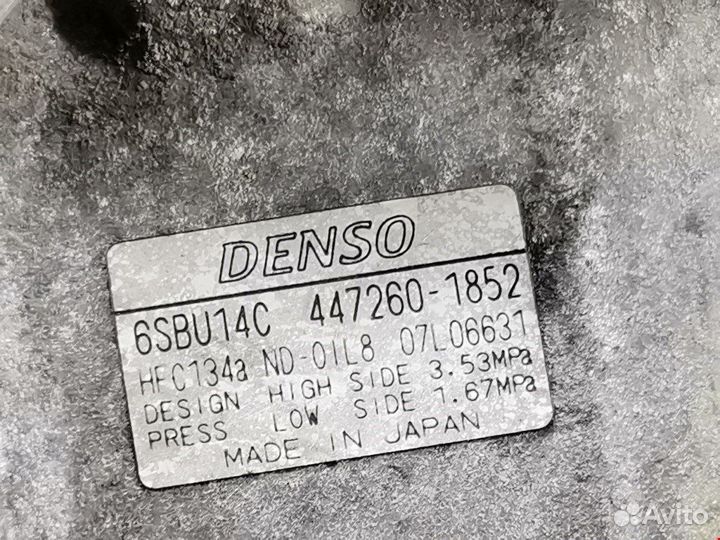 DENSO
6SBU14C 447260-1852
HFC134a ND-OIL8 07L06631
DESIGN HIGH SIDE 3.53MPa
PRESS LOW SIDE 1.67MPa
MADE IN JAPAN
Avito